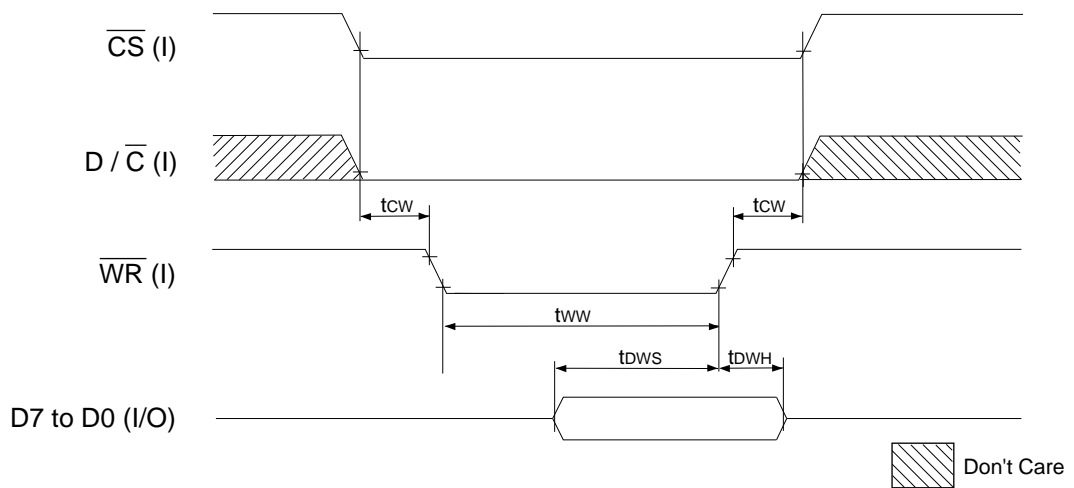 CS (I)
D / C (I)
tCW
tCW
WR (I)
tWW
tDWS
tDWH
D7 to D0 (I/O)
Don't Care